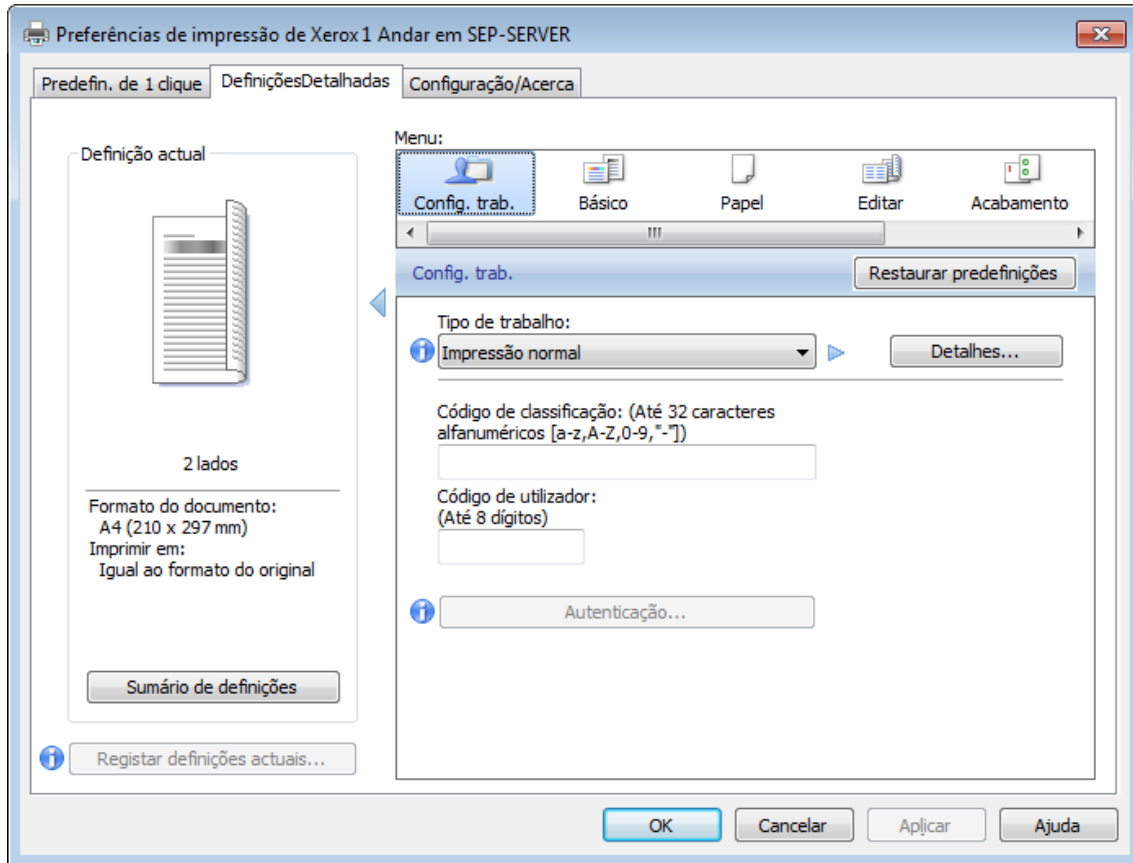 Preferências de impressão de Xerox1 Andar em SEP-SERVER
Predefin. de 1 clique
DefiniçõesDetalhadas
Configuração/Acerca
Definição actual
2 lados
Formato do documento:
A4 (210 x 297 mm)
Imprimir em:
Igual ao formato do original
Sumário de definições
Registar definições actuais...
Menu:
Config. trab.
Básico
Papel
Editar
Acabamento
Config. trab.
Restaurar predefinições
Tipo de trabalho:
Impressão normal
Detalhes...
Código de classificação: (Até 32 caracteres
alfanuméricos [a-z,A-Z,0-9,"-"])
Código de utilizador:
(Até 8 dígitos)
Autenticação...
OK
Cancelar
Aplicar
Ajuda